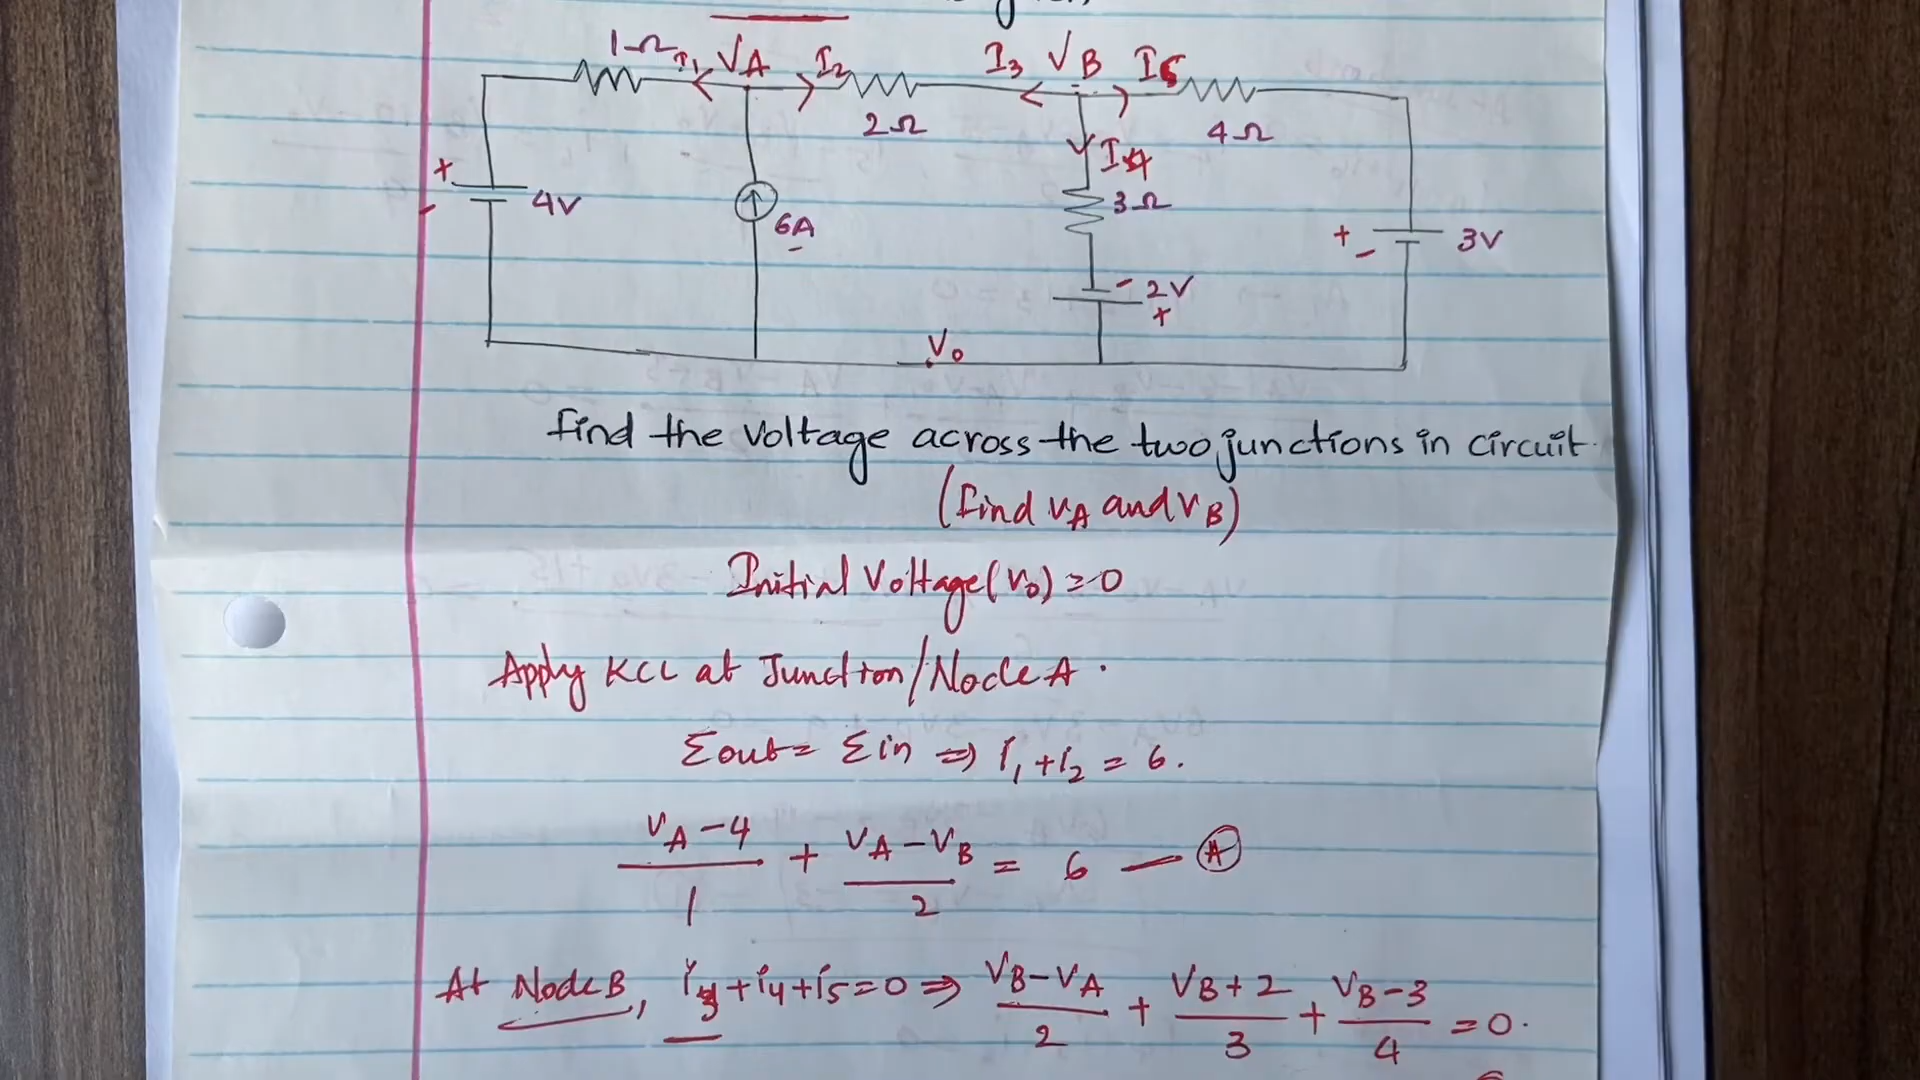 1Ω I₁ VA I₂ I₃ VB I5
2Ω 4Ω
I4
+ 4V 3Ω
-
6A + - 3V
- 2V
+
V₀
find the voltage across the two junctions in circuit.
(find VA and VB)
Initial Voltage(V₀) = 0
Apply KCL at Junction/Node A.
Σout = Σin ⇒ i₁+i₂ = 6.
(VA-4)/1 + (VA-VB)/2 = 6 — Ⓐ
At Node B, i₃+i₄+i₅=0 ⇒ (VB-VA)/2 + (VB+2)/3 + (VB-3)/4 = 0.